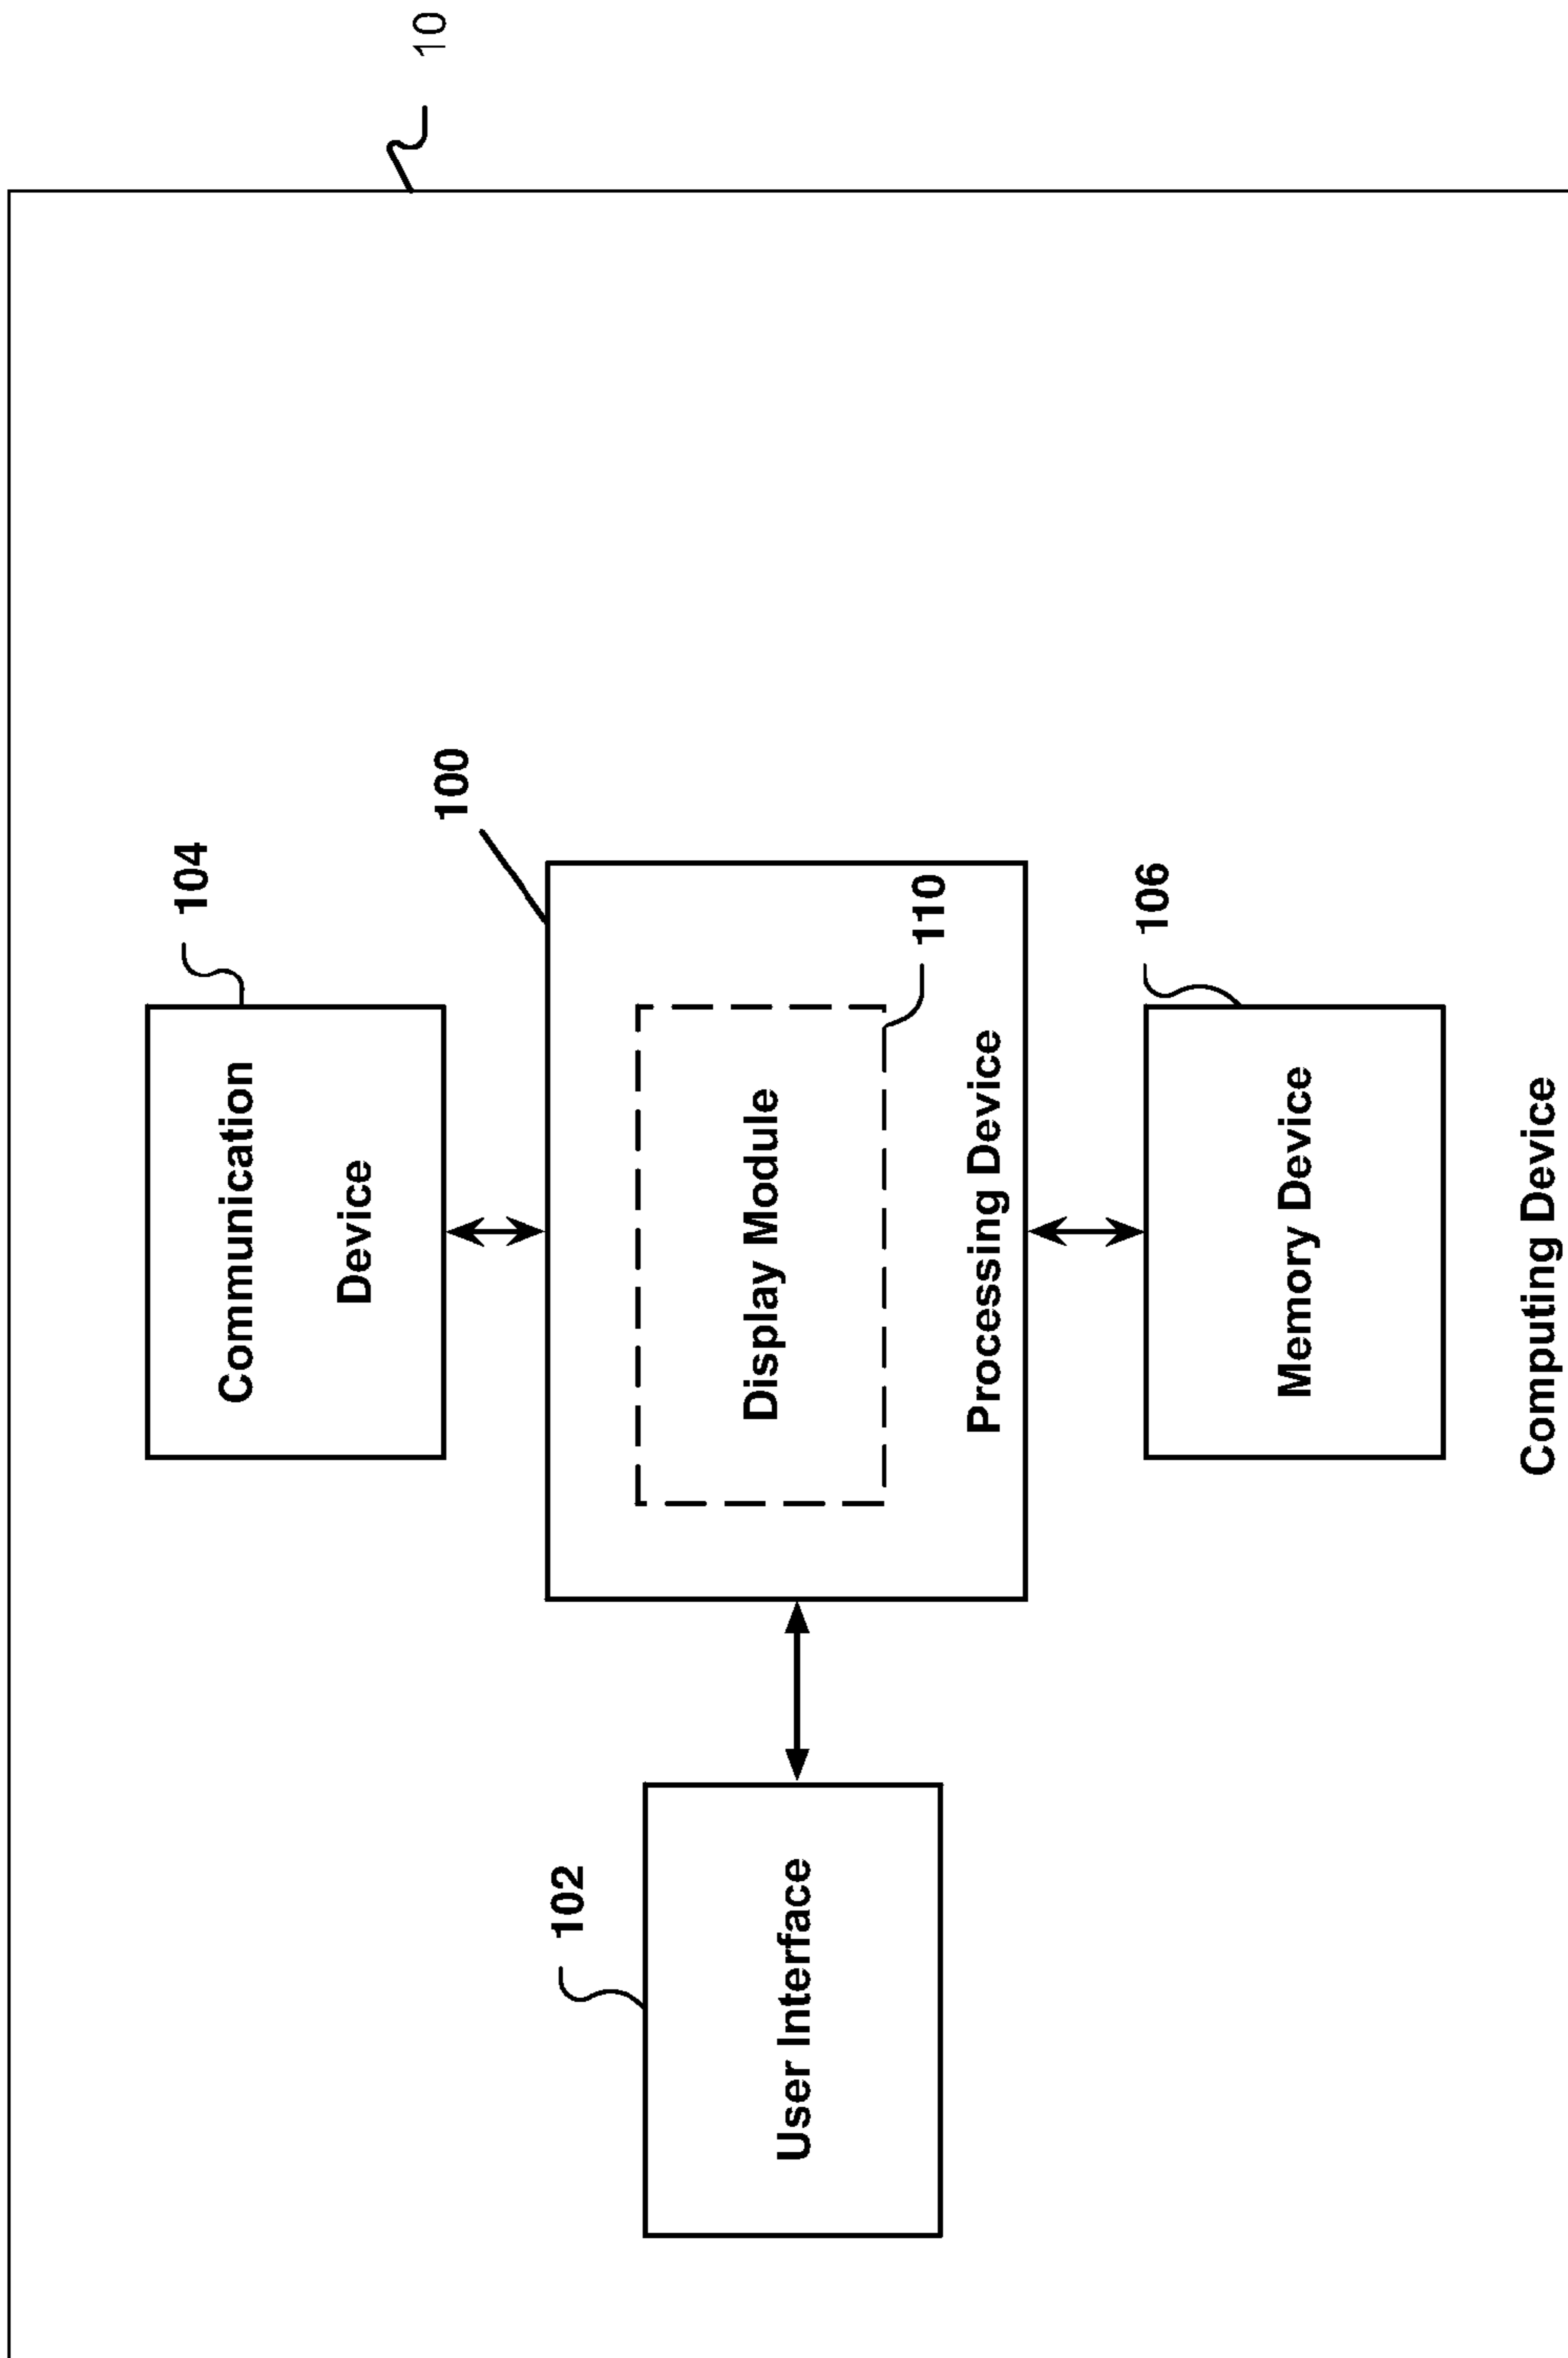 10
104
Communication
Device
100
102
User Interface
Display Module
110
Processing Device
106
Memory Device
Computing Device